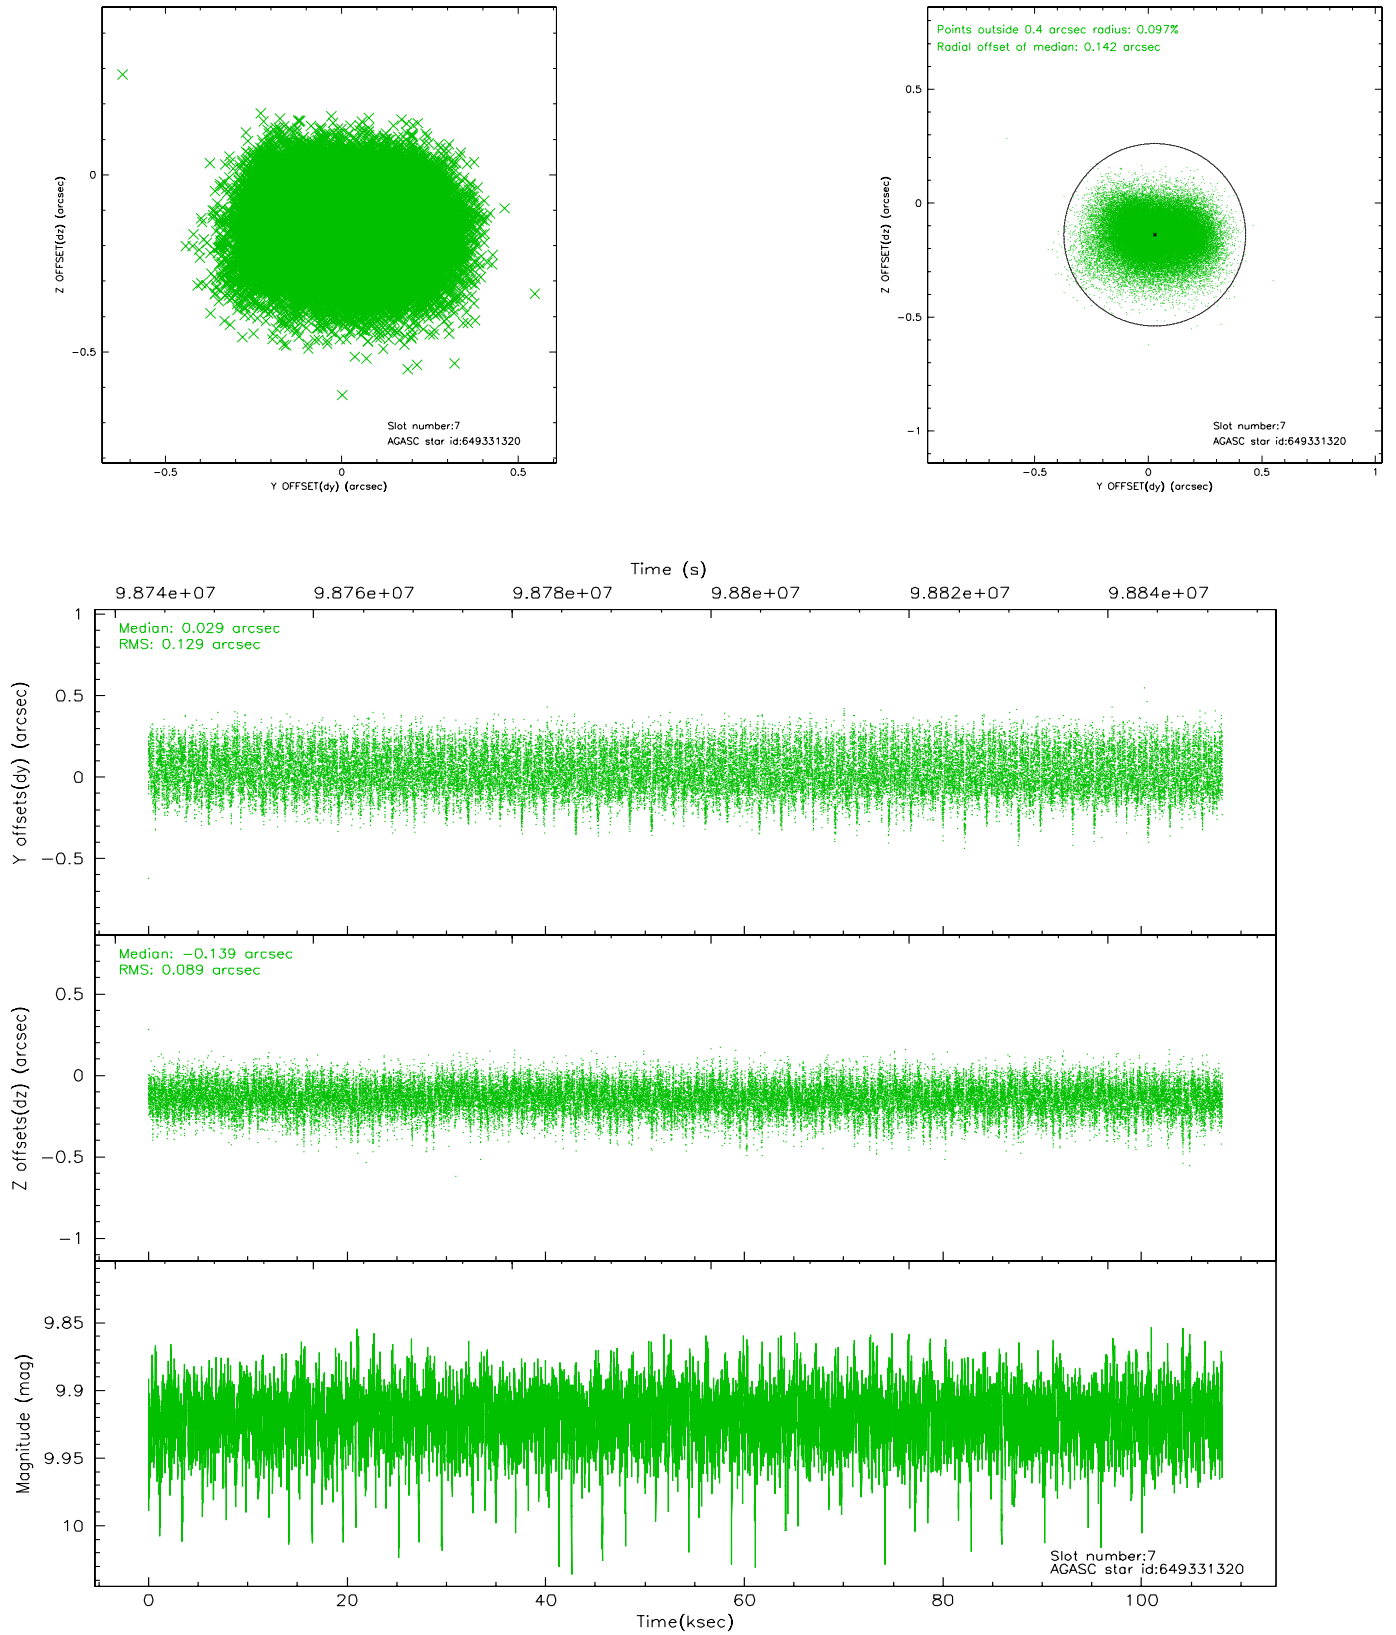 0
−0.5
Z OFFSET(dz) (arcsec)
Slot number:7
AGASC star id:649331320
−0.5
0
0.5
Y OFFSET(dy) (arcsec)
Points outside 0.4 arcsec radius: 0.097%
Radial offset of median: 0.142 arcsec
0.5
0
−0.5
−1
Z OFFSET(dz) (arcsec)
Slot number:7
AGASC star id:649331320
−0.5
0
0.5
1
Y OFFSET(dy) (arcsec)
Time (s)
9.874e+07
9.876e+07
9.878e+07
9.88e+07
9.882e+07
9.884e+07
Median: 0.029 arcsec
RMS: 0.129 arcsec
1
0.5
0
−0.5
Y offsets(dy) (arcsec)
Median: −0.139 arcsec
RMS: 0.089 arcsec
0.5
0
−0.5
−1
Z offsets(dz) (arcsec)
9.85
9.9
9.95
10
Magnitude (mag)
Slot number:7
AGASC star id:649331320
0
20
40
60
80
100
Time(ksec)